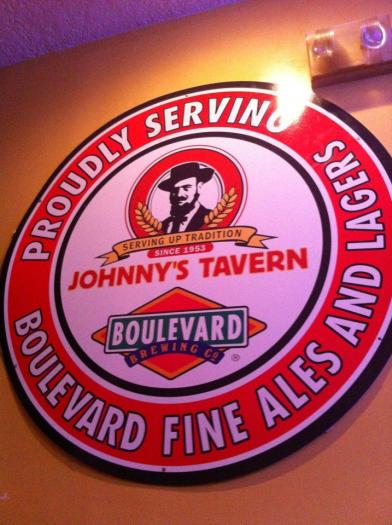 PROUDLY SERVING
SERVING UP TRADITION
SINCE 1953
JOHNNY'S TAVERN
BOULEVARD
BREWING CO
®
BOULEVARD FINE ALES AND LAGERS